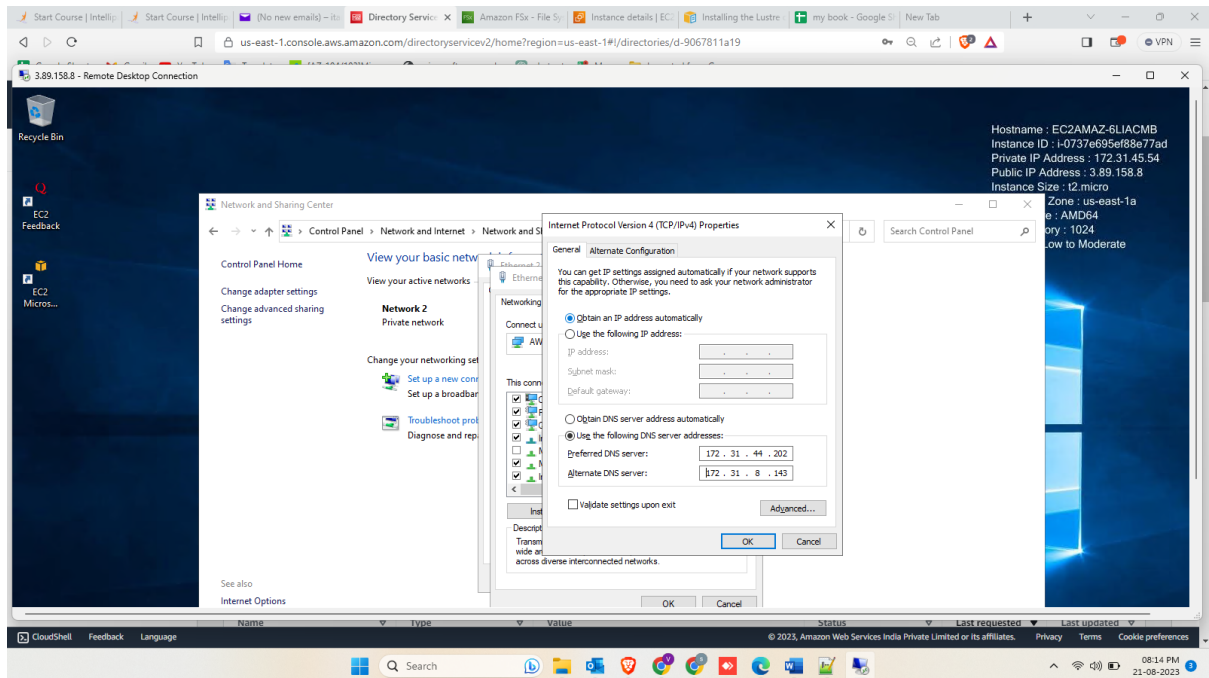 Start Course | Intellip
Start Course | Intellip
(No new emails) – ita
Directory Service
Amazon FSx - File Sy
Instance details | EC
Installing the Lustre
my book - Google S
New Tab
us-east-1.console.aws.amazon.com/directoryservicev2/home?region=us-east-1#!/directories/d-9067811a19
VPN
3.89.158.8 - Remote Desktop Connection
Recycle Bin
EC2
Feedback
EC2
Micros...
Hostname : EC2AMAZ-6LIACMB
Instance ID : i-0737e695ef88e77ad
Private IP Address : 172.31.45.54
Public IP Address : 3.89.158.8
Instance Size : t2.micro
Zone : us-east-1a
e : AMD64
ory : 1024
Low to Moderate
Network and Sharing Center
Control Panel > Network and Internet > Network and S
Search Control Panel
Control Panel Home
Change adapter settings
Change advanced sharing
settings
See also
Internet Options
View your basic netw
View your active networks
Network 2
Private network
Change your networking set
Set up a new conn
Set up a broadbar
Troubleshoot prob
Diagnose and rep
Ethernet 2
Etherne
Networking
Connect u
AW
This conn
Inst
Descript
Transm
wide ar
across diverse interconnected networks.
OK
Cancel
Internet Protocol Version 4 (TCP/IPv4) Properties
General
Alternate Configuration
You can get IP settings assigned automatically if your network supports
this capability. Otherwise, you need to ask your network administrator
for the appropriate IP settings.
Obtain an IP address automatically
Use the following IP address:
IP address:
Subnet mask:
Default gateway:
Obtain DNS server address automatically
Use the following DNS server addresses:
Preferred DNS server: 172 . 31 . 44 . 202
Alternate DNS server: 172 . 31 . 8 . 143
Validate settings upon exit
Advanced...
OK
Cancel
Name
Type
Value
Status
Last requested
Last updated
CloudShell
Feedback
Language
© 2023, Amazon Web Services India Private Limited or its affiliates.
Privacy
Terms
Cookie preferences
Search
08:14 PM
21-08-2023
3